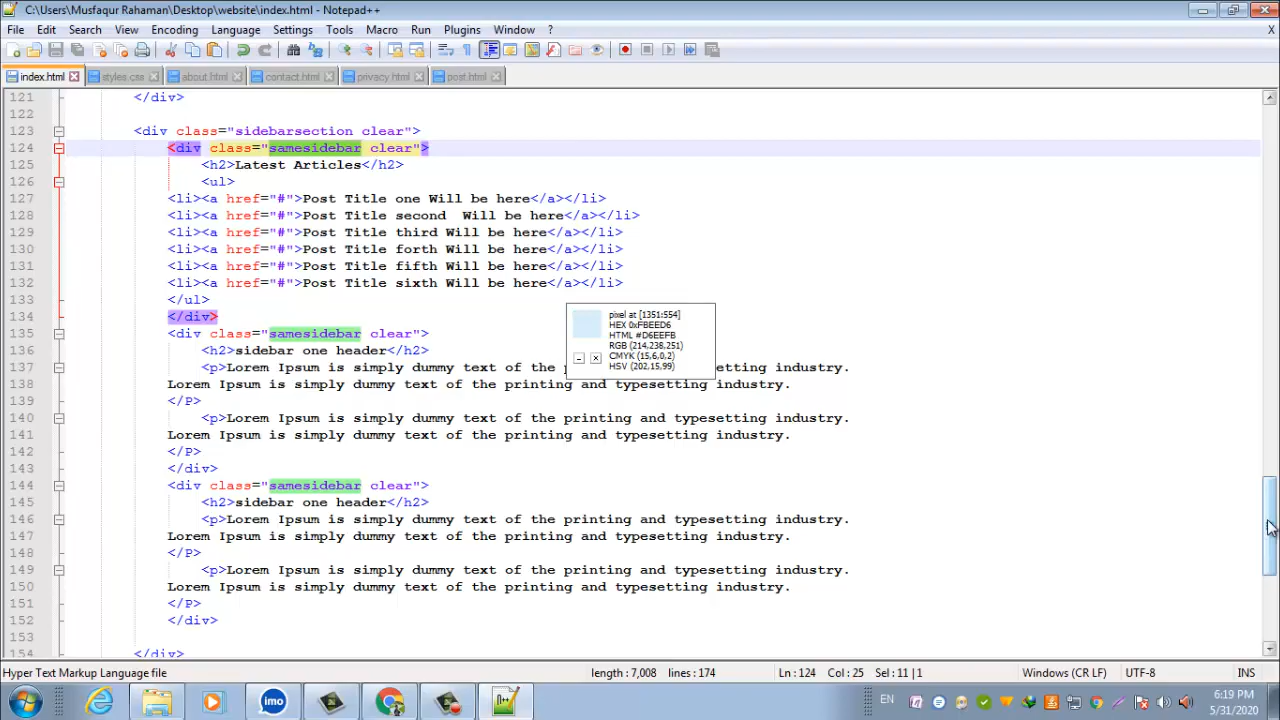 C:\Users\Musfaqur Rahaman\Desktop\website\index.html - Notepad++
File Edit Search View Encoding Language Settings Tools Macro Run Plugins Window ? X
index.html styles.css about.html contact.html privacy.html post.html
121 </div>
122
123 <div class="sidebarsection clear">
124 <div class="samesidebar clear">
125 <h2>Latest Articles</h2>
126 <ul>
127 <li><a href="#">Post Title one Will be here</a></li>
128 <li><a href="#">Post Title second  Will be here</a></li>
129 <li><a href="#">Post Title third Will be here</a></li>
130 <li><a href="#">Post Title forth Will be here</a></li>
131 <li><a href="#">Post Title fifth Will be here</a></li>
132 <li><a href="#">Post Title sixth Will be here</a></li>
133 </ul>
134 </div>
135 <div class="samesidebar clear">
136 <h2>sidebar one header</h2>
137 <p>Lorem Ipsum is simply dummy text of the p etting industry.
138 Lorem Ipsum is simply dummy text of the printing and typesetting industry.
139 </P>
140 <p>Lorem Ipsum is simply dummy text of the printing and typesetting industry.
141 Lorem Ipsum is simply dummy text of the printing and typesetting industry.
142 </P>
143 </div>
144 <div class="samesidebar clear">
145 <h2>sidebar one header</h2>
146 <p>Lorem Ipsum is simply dummy text of the printing and typesetting industry.
147 Lorem Ipsum is simply dummy text of the printing and typesetting industry.
148 </P>
149 <p>Lorem Ipsum is simply dummy text of the printing and typesetting industry.
150 Lorem Ipsum is simply dummy text of the printing and typesetting industry.
151 </P>
152 </div>
153
154 </div>
pixel at [1351:554]
HEX 0xFBEED6
HTML #D6EEFB
RGB (214,238,251)
CMYK (15,6,0,2)
HSV (202,15,99)
Hyper Text Markup Language file length : 7,008 lines : 174 Ln : 124 Col : 25 Sel : 11 | 1 Windows (CR LF) UTF-8 INS
imo
EN
6:19 PM
5/31/2020